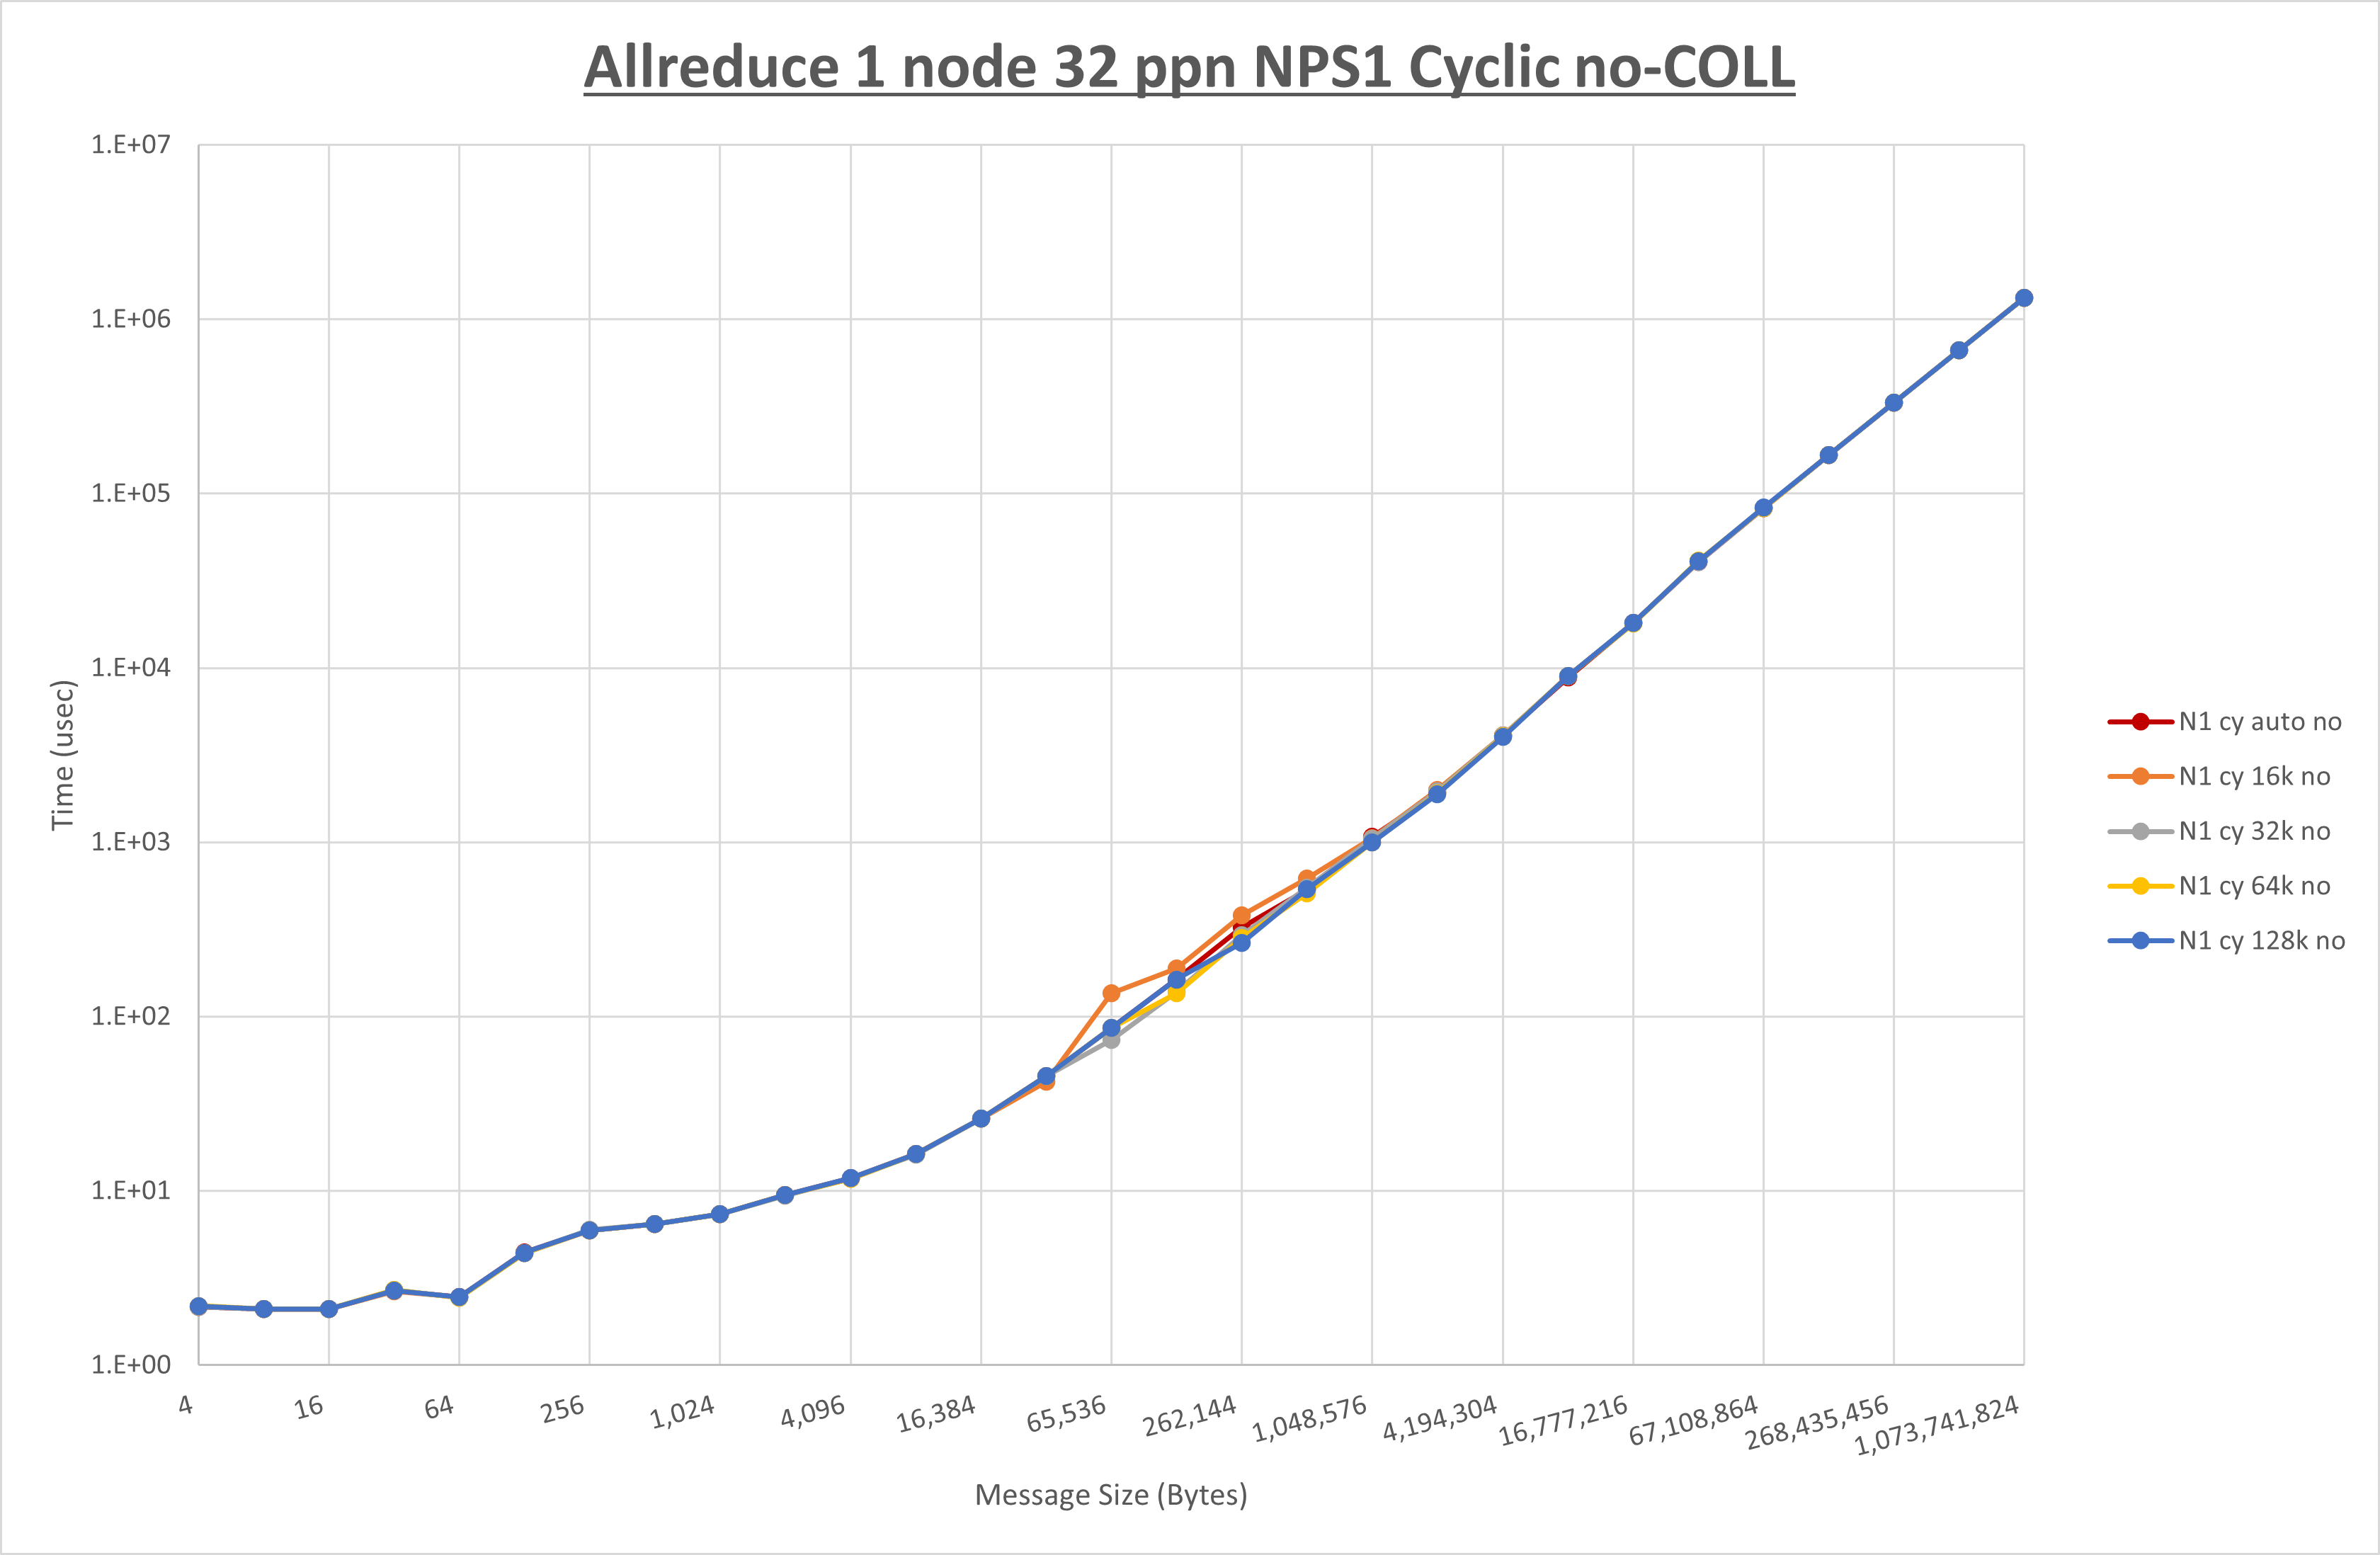 Allreduce 1 node 32 ppn NPS1 Cyclic no-COLL
1.E+07
1.E+06
1.E+05
1.E+04
1.E+03
1.E+02
1.E+01
1.E+00
Time (usec)
4
16
64
256
1,024
4,096
16,384
65,536
262,144
1,048,576
4,194,304
16,777,216
67,108,864
268,435,456
1,073,741,824
Message Size (Bytes)
N1 cy auto no
N1 cy 16k no
N1 cy 32k no
N1 cy 64k no
N1 cy 128k no